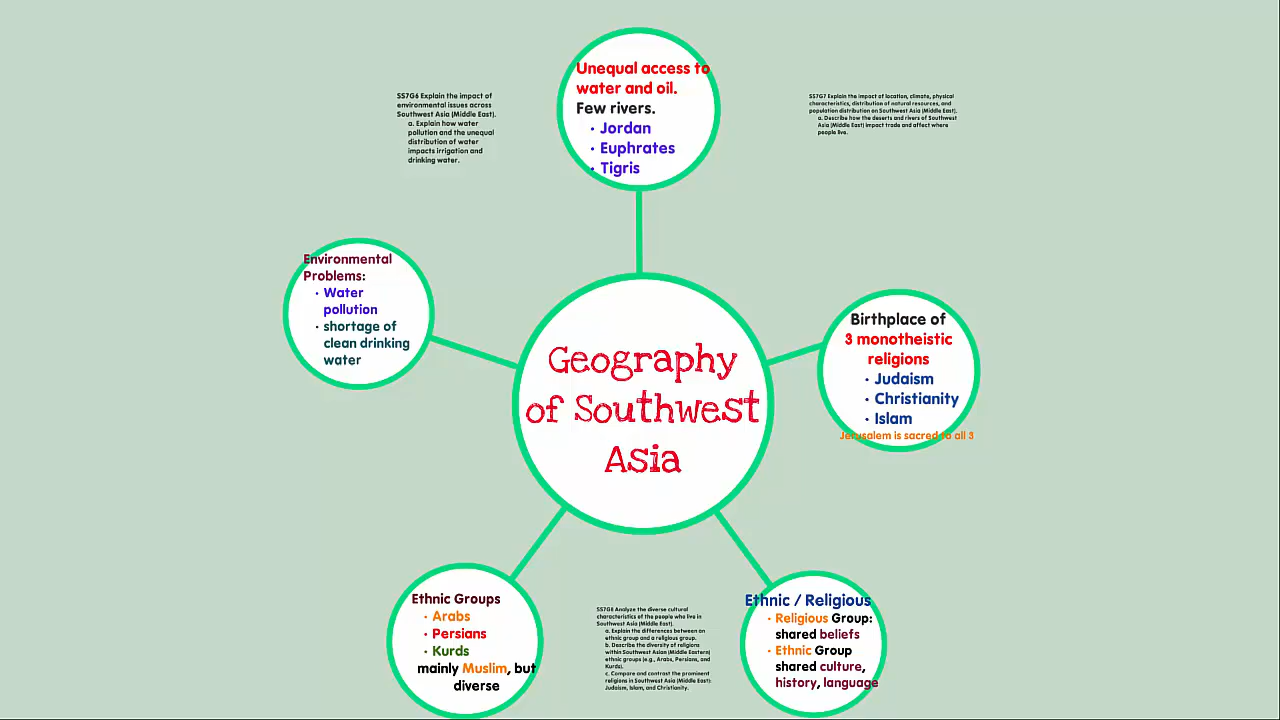 Unequal access to
water and oil.
Few rivers.
• Jordan
• Euphrates
• Tigris
SS7G6 Explain the impact of
environmental issues across
Southwest Asia (Middle East).
a. Explain how water
pollution and the unequal
distribution of water
impacts irrigation and
drinking water.
SS7G7 Explain the impact of location, climate, physical
characteristics, distribution of natural resources, and
population distribution on Southwest Asia (Middle East).
a. Describe how the deserts and rivers of Southwest
Asia (Middle East) impact trade and affect where
people live.
Environmental
Problems:
• Water
pollution
• shortage of
clean drinking
water
Geography
of Southwest
Asia
Birthplace of
3 monotheistic
religions
• Judaism
• Christianity
• Islam
Jerusalem is sacred to all 3
Ethnic Groups
• Arabs
• Persians
• Kurds
mainly Muslim, but
diverse
SS7G8 Analyze the diverse cultural
characteristics of the people who live in
Southwest Asia (Middle East).
a. Explain the differences between an
ethnic group and a religious group.
b. Describe the diversity of religions
within Southwest Asian (Middle Eastern)
ethnic groups (e.g., Arabs, Persians, and
Kurds).
c. Compare and contrast the prominent
religions in Southwest Asia (Middle East):
Judaism, Islam, and Christianity.
Ethnic / Religious
• Religious Group:
shared beliefs
• Ethnic Group
shared culture,
history, language